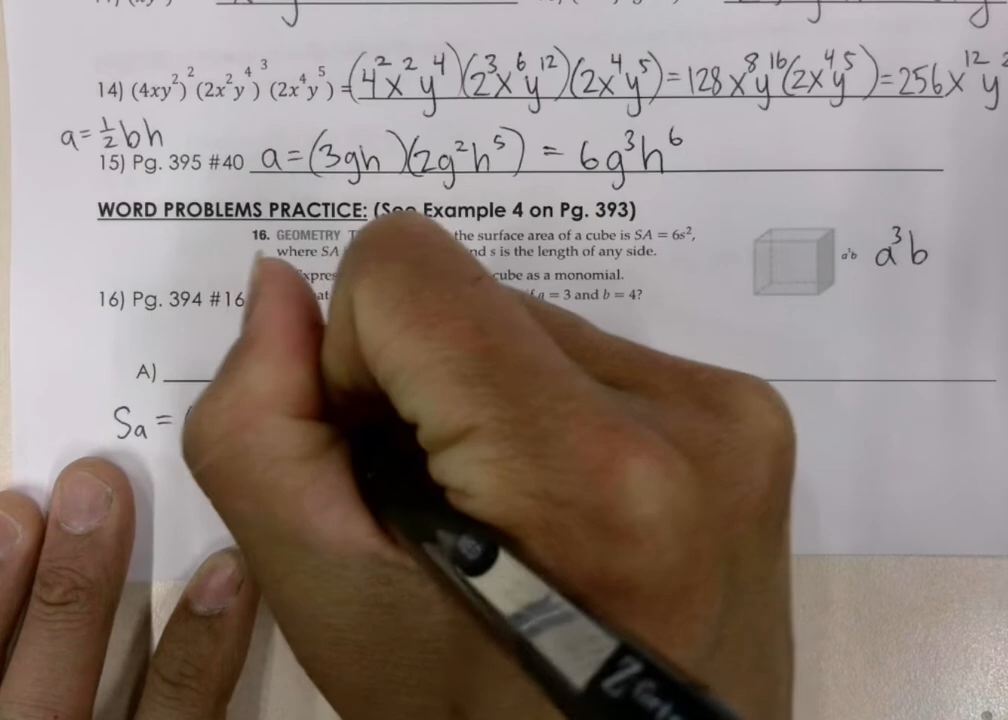 14) (4xy²)² (2x²y⁴)³ (2x⁴y⁵) = (4²x²y⁴)(2³x⁶y¹²)(2x⁴y⁵) = 128x⁸y¹⁶(2x⁴y⁵) = 256x¹²y
a = ½bh
15) Pg. 395 #40 a = (3gh)(2g²h⁵) = 6g³h⁶
WORD PROBLEMS PRACTICE: (See Example 4 on Pg. 393)
16. GEOMETRY the surface area of a cube is SA = 6s²,
where SA nd s is the length of any side.
a³b a³b
cube as a monomial.
16) Pg. 394 #16 a = 3 and b = 4?
A)
Sa =